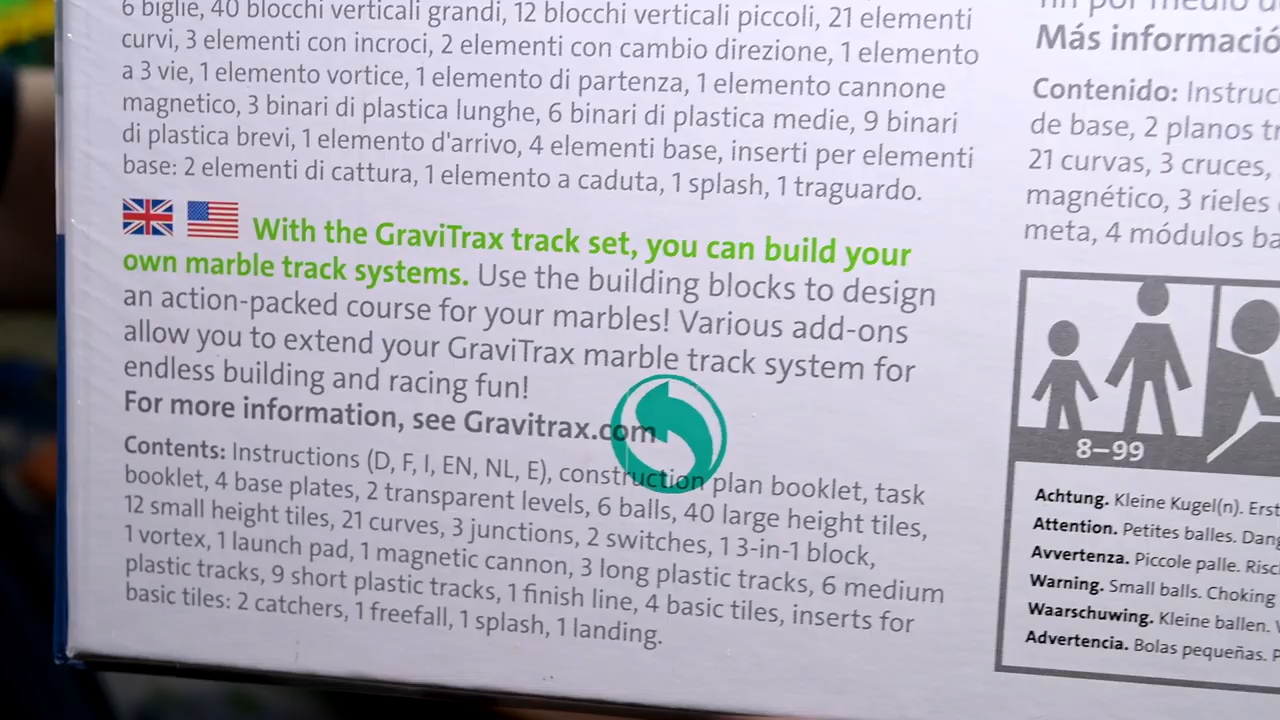 6 biglie, 40 blocchi verticali grandi, 12 blocchi verticali piccoli, 21 elementi
curvi, 3 elementi con incroci, 2 elementi con cambio direzione, 1 elemento
a 3 vie, 1 elemento vortice, 1 elemento di partenza, 1 elemento cannone
magnetico, 3 binari di plastica lunghe, 6 binari di plastica medie, 9 binari
di plastica brevi, 1 elemento d'arrivo, 4 elementi base, inserti per elementi
base: 2 elementi di cattura, 1 elemento a caduta, 1 splash, 1 traguardo.
With the GraviTrax track set, you can build your
own marble track systems. Use the building blocks to design
an action-packed course for your marbles! Various add-ons
allow you to extend your GraviTrax marble track system for
endless building and racing fun!
For more information, see Gravitrax.com
Contents: Instructions (D, F, I, EN, NL, E), construction plan booklet, task
booklet, 4 base plates, 2 transparent levels, 6 balls, 40 large height tiles,
12 small height tiles, 21 curves, 3 junctions, 2 switches, 1 3-in-1 block,
1 vortex, 1 launch pad, 1 magnetic cannon, 3 long plastic tracks, 6 medium
plastic tracks, 9 short plastic tracks, 1 finish line, 4 basic tiles, inserts for
basic tiles: 2 catchers, 1 freefall, 1 splash, 1 landing.
por medio
Más
Contenido:
de base, 2 planos
21 curvas, 3 cruces,
magnético, 3 rieles
meta, 4 módulos
8–99
Achtung. Kleine Kugel(n).
Attention. Petites balles.
Avvertenza. Piccole palle.
Warning. Small balls. Choking
Waarschuwing. Kleine ballen.
Advertencia. Bolas pequeñas.